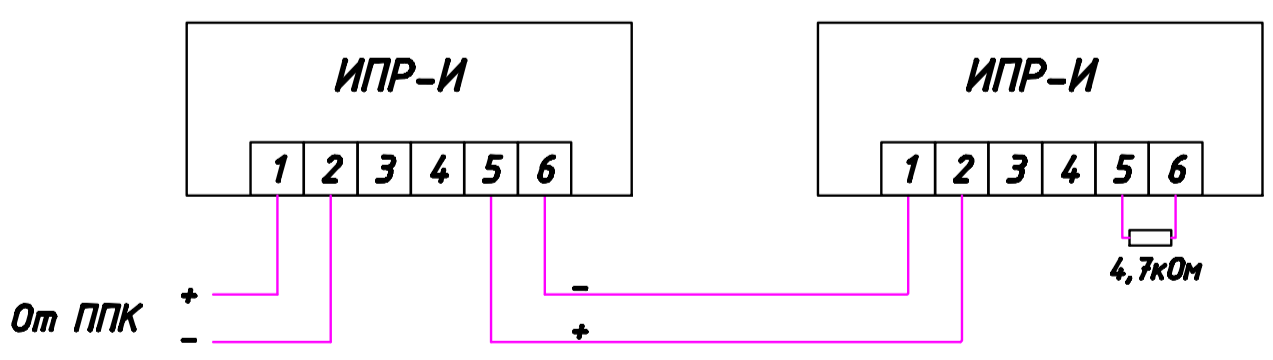 ИПР-И ИПР-И
1 2 3 4 5 6 1 2 3 4 5 6
4,7кОм
+ -
От ППК
- +